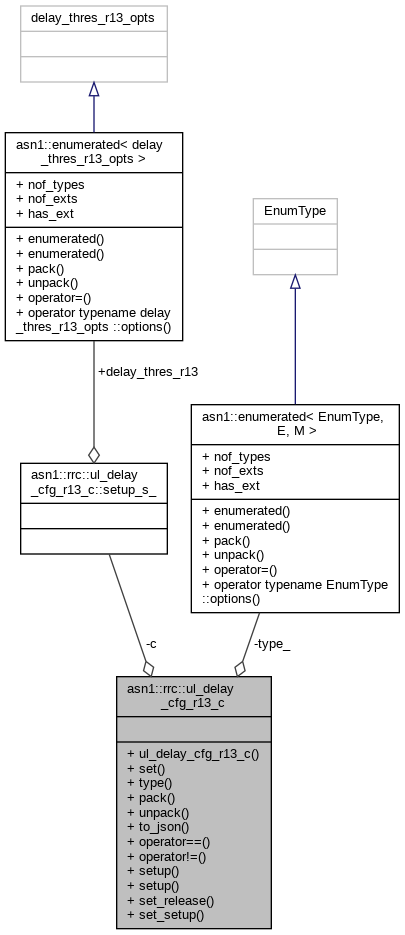 delay_thres_r13_opts
asn1::enumerated< delay
_thres_r13_opts >
+ nof_types
+ nof_exts
+ has_ext
+ enumerated()
+ enumerated()
+ pack()
+ unpack()
+ operator=()
+ operator typename delay
_thres_r13_opts ::options()
EnumType
+delay_thres_r13
asn1::enumerated< EnumType,
E, M >
+ nof_types
+ nof_exts
+ has_ext
+ enumerated()
+ enumerated()
+ pack()
+ unpack()
+ operator=()
+ operator typename EnumType
::options()
asn1::rrc::ul_delay
_cfg_r13_c::setup_s_
-c
-type_
asn1::rrc::ul_delay
_cfg_r13_c
+ ul_delay_cfg_r13_c()
+ set()
+ type()
+ pack()
+ unpack()
+ to_json()
+ operator==()
+ operator!=()
+ setup()
+ setup()
+ set_release()
+ set_setup()